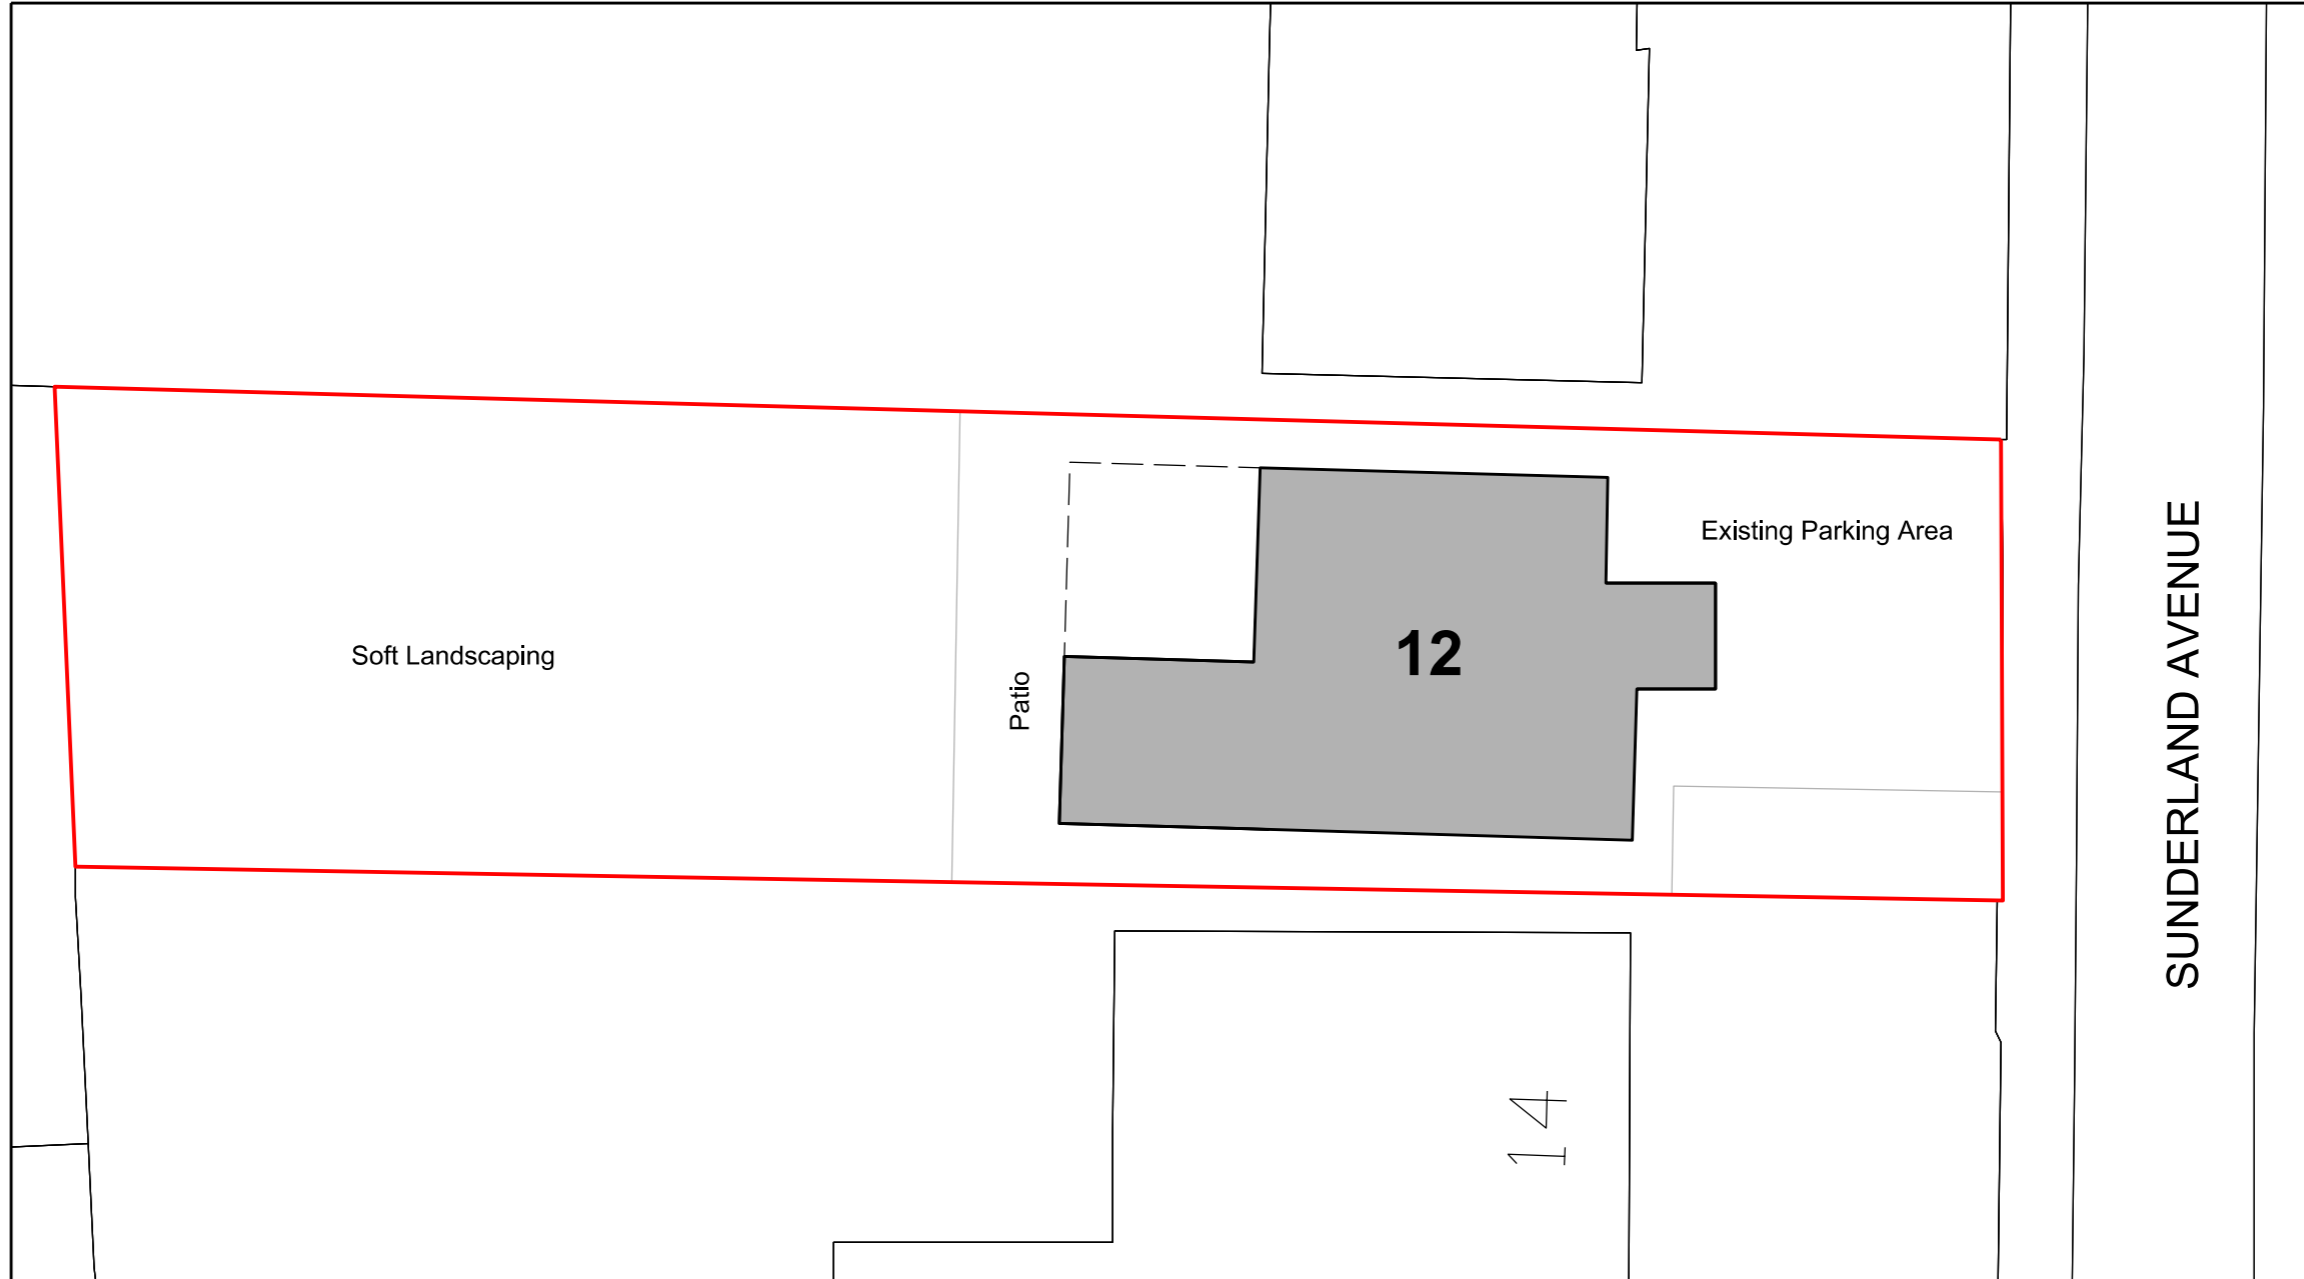 Existing Parking Area
12
Soft Landscaping
Patio
SUNDERLAND AVENUE
14